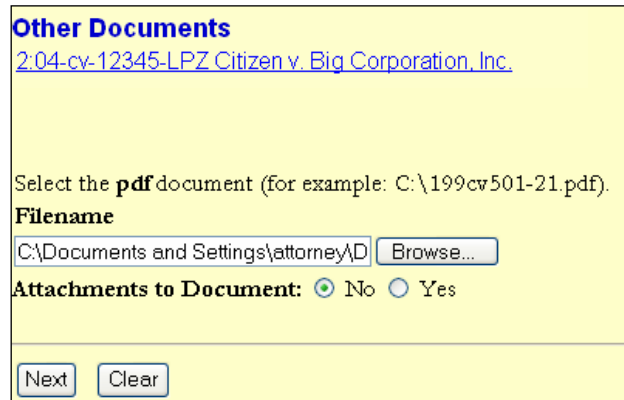 Other Documents
2:04-cv-12345-LPZ Citizen v. Big Corporation, Inc.
Select the pdf document (for example: C:\199cv501-21.pdf).
Filename
C:\Documents and Settings\attorney\D Browse...
Attachments to Document: No Yes
Next Clear